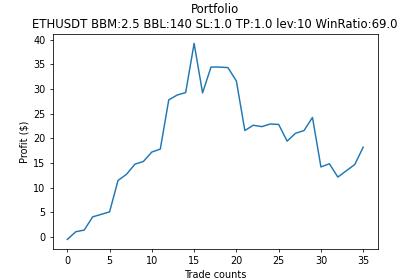 Portfolio
ETHUSDT BBM:2.5 BBL:140 SL:1.0 TP:1.0 lev:10 WinRatio:69.0
40
35
30
25
20
15
10
5
0
Profit ($)
0 5 10 15 20 25 30 35
Trade counts